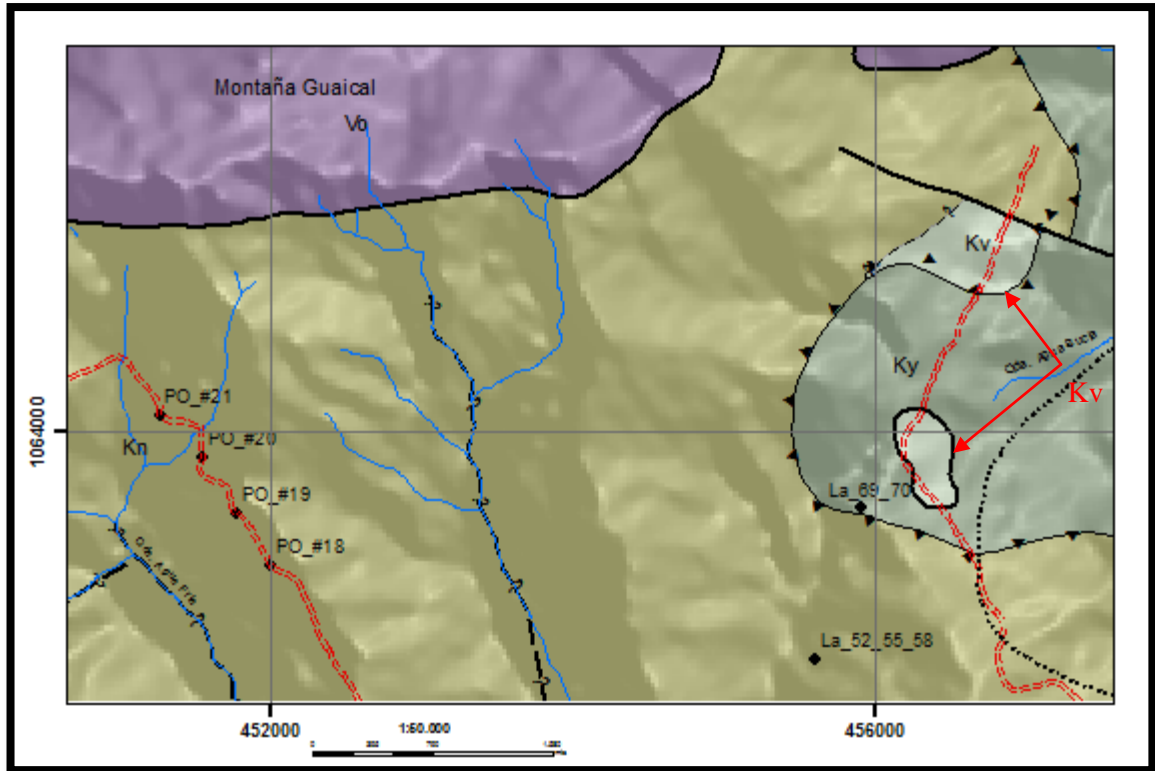 Montaña Guaical
Vo
Kv
Ky
Kv
PO_#21
1064000
Kn
PO_#20
La_69_70
PO_#19
PO_#18
?
?
?
?
?
?
?
La_52_55_58
452000
1:60.000
456000